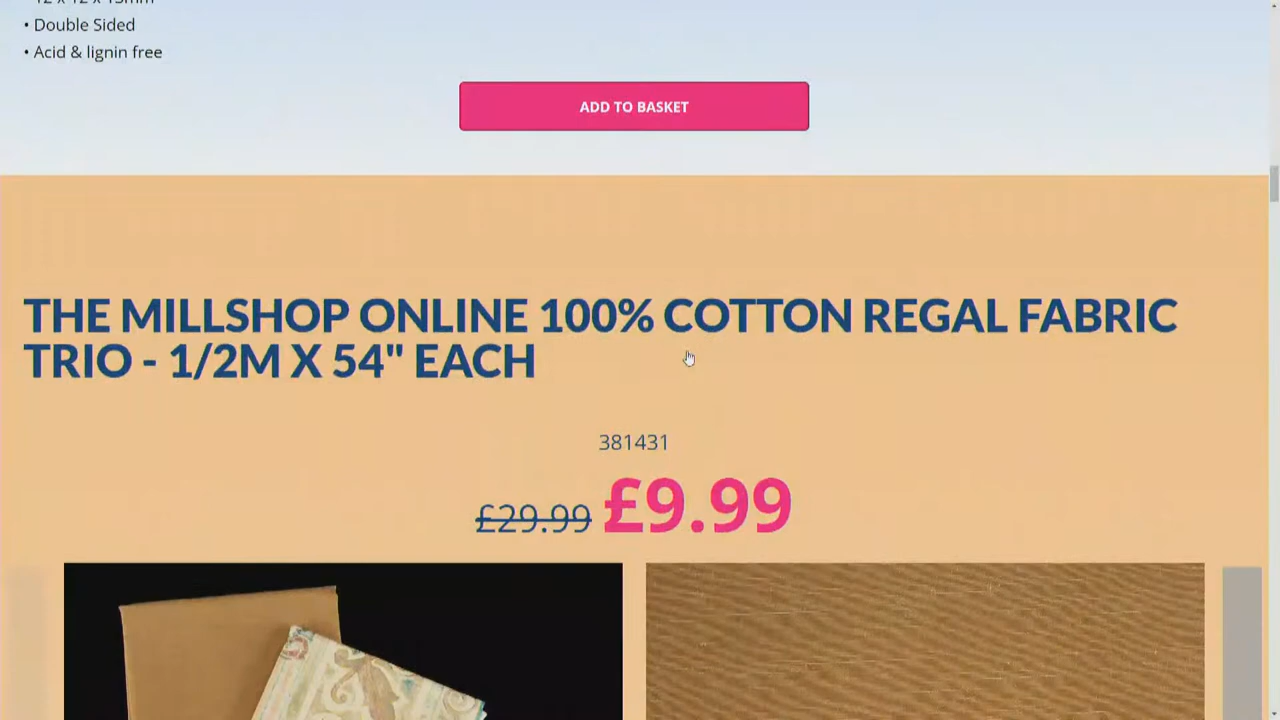 • Double Sided
• Acid & lignin free
ADD TO BASKET
THE MILLSHOP ONLINE 100% COTTON REGAL FABRIC
TRIO - 1/2M X 54" EACH
381431
£29.99 £9.99